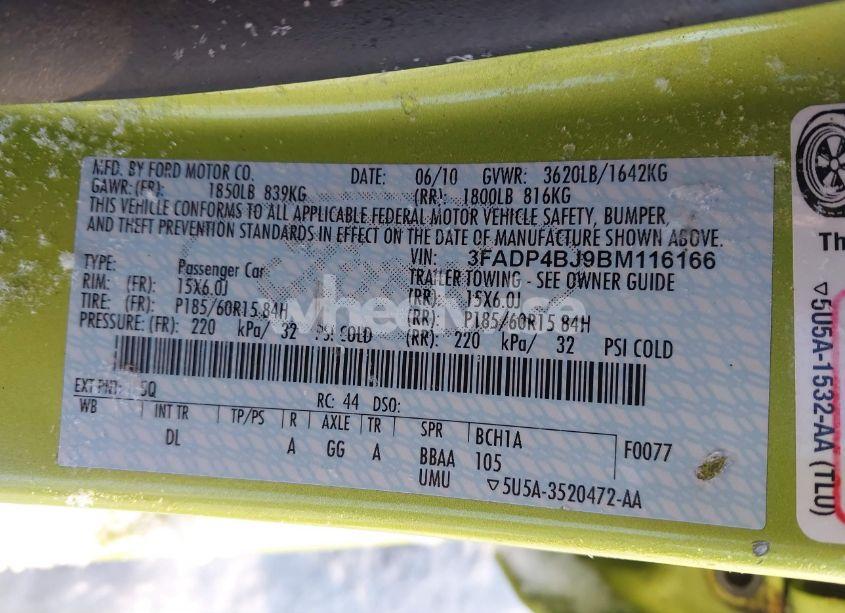 MFD. BY FORD MOTOR CO. DATE: 06/10 GVWR: 3620LB/1642KG
GAWR: (FR): 1850LB 839KG (RR): 1800LB 816KG
THIS VEHICLE CONFORMS TO ALL APPLICABLE FEDERAL MOTOR VEHICLE SAFETY, BUMPER,
AND THEFT PREVENTION STANDARDS IN EFFECT ON THE DATE OF MANUFACTURE SHOWN ABOVE.
VIN: 3FADP4BJ9BM116166
TYPE: Passenger Car TRAILER TOWING - SEE OWNER GUIDE
RIM: (FR): 15X6.0J (RR): 15X6.0J
TIRE: (FR): P185/60R15 84H (RR): P185/60R15 84H
PRESSURE: (FR): 220 kPa/ 32 PSI COLD (RR): 220 kPa/ 32 PSI COLD
EXT PNT: 5Q RC: 44 DSO:
WB INT TR TP/PS R AXLE TR SPR BCH1A F0077
DL A GG A BBAA 105
UMU ▽5U5A-3520472-AA
Th
▽5U5A-1532-AA (TLU)